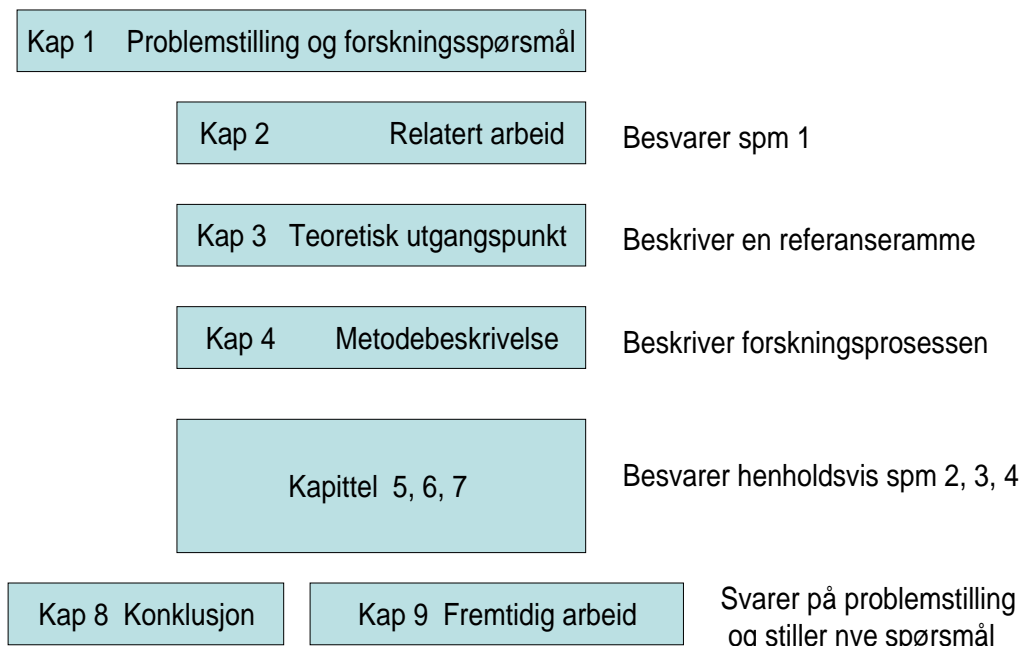 Kap 1 Problemstilling og forskningsspørsmål
Kap 2 Relatert arbeid
Besvarer spm 1
Kap 3 Teoretisk utgangspunkt
Beskriver en referanseramme
Kap 4 Metodebeskrivelse
Beskriver forskningsprosessen
Kapittel 5, 6, 7
Besvarer henholdsvis spm 2, 3, 4
Kap 8 Konklusjon
Kap 9 Fremtidig arbeid
Svarer på problemstilling
og stiller nye spørsmål